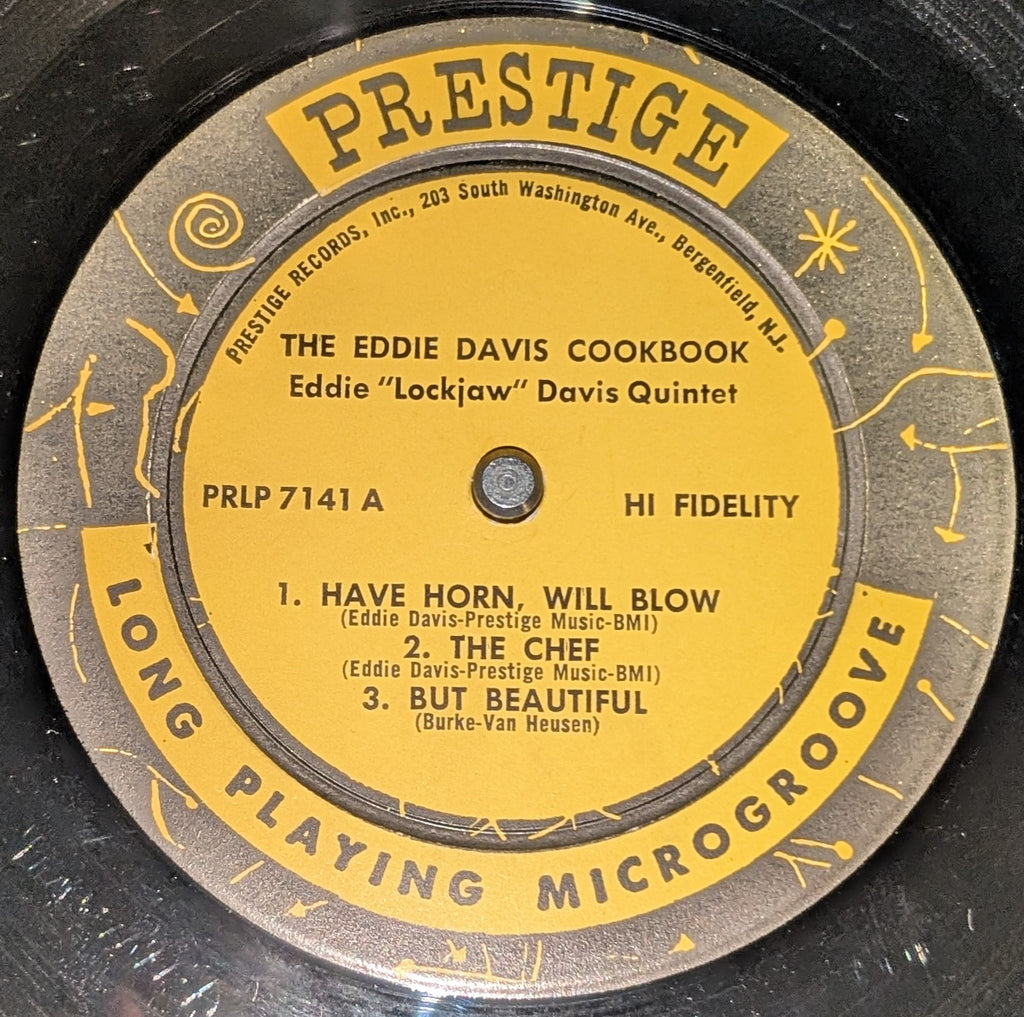 PRESTIGE
PRESTIGE RECORDS, Inc., 203 South Washington Ave., Bergenfield, N.J.
THE EDDIE DAVIS COOKBOOK
Eddie "Lockjaw" Davis Quintet
PRLP 7141 A
HI FIDELITY
1. HAVE HORN, WILL BLOW
(Eddie Davis-Prestige Music-BMI)
2. THE CHEF
(Eddie Davis-Prestige Music-BMI)
3. BUT BEAUTIFUL
(Burke-Van Heusen)
LONG PLAYING MICROGROOVE